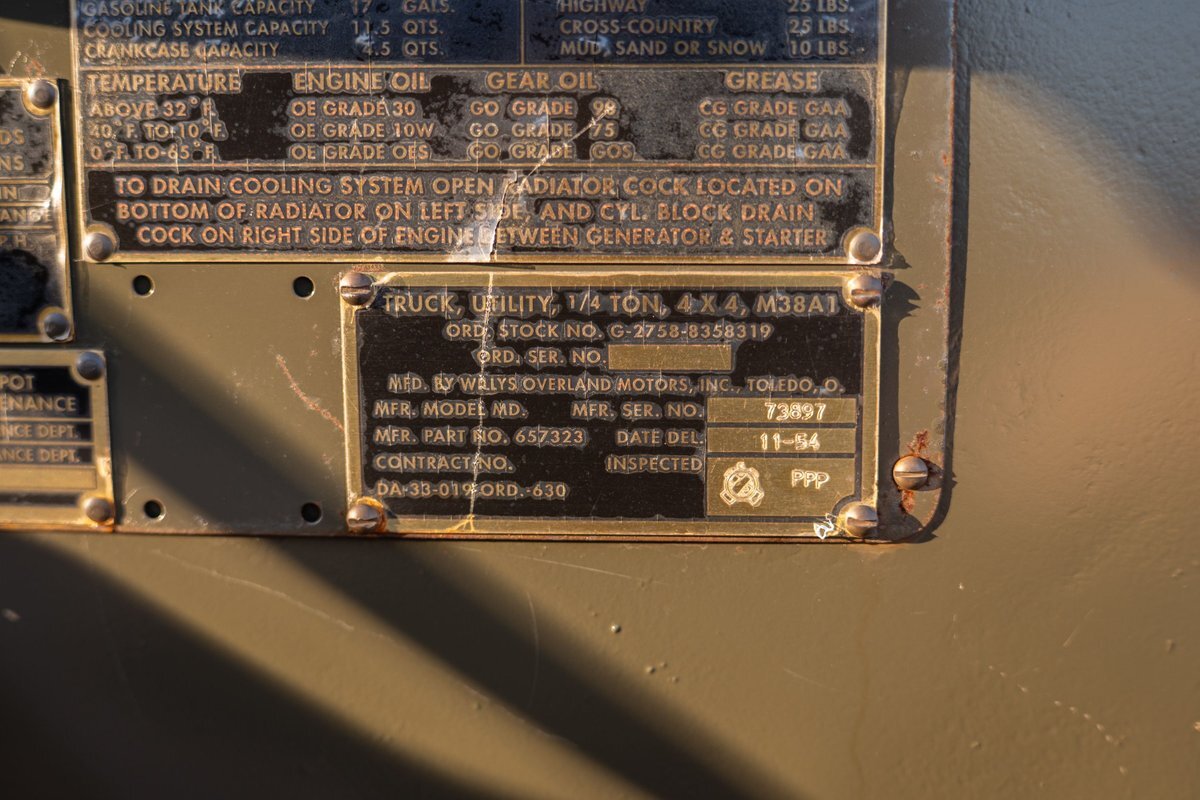 GASOLINE TANK CAPACITY 17 GALS.
COOLING SYSTEM CAPACITY 11.5 QTS.
CRANKCASE CAPACITY 4.5 QTS.
HIGHWAY 25 LBS.
CROSS-COUNTRY 25 LBS.
MUD, SAND OR SNOW 10 LBS.
TEMPERATURE ENGINE OIL GEAR OIL GREASE
ABOVE 32° F. OE GRADE 30 GO GRADE 90 CG GRADE GAA
40° F. TO-10° F. OE GRADE 10W GO GRADE 75 CG GRADE GAA
0° F. TO-65° F. OE GRADE OES GO GRADE GOS CG GRADE GAA
TO DRAIN COOLING SYSTEM OPEN RADIATOR COCK LOCATED ON
BOTTOM OF RADIATOR ON LEFT SIDE, AND CYL. BLOCK DRAIN
COCK ON RIGHT SIDE OF ENGINE BETWEEN GENERATOR & STARTER
POT
ENANCE
NCE DEPT.
ANCE DEPT.
TRUCK, UTILITY, 1/4 TON, 4 X 4, M38A1
ORD. STOCK NO. G-2758-8358319
ORD. SER. NO.
MFD. BY WILLYS OVERLAND MOTORS, INC., TOLEDO, O.
MFR. MODEL MD. MFR. SER. NO. 73897
MFR. PART NO. 657323 DATE DEL. 11-54
CONTRACT NO. INSPECTED PPP
DA-33-019-ORD.-630